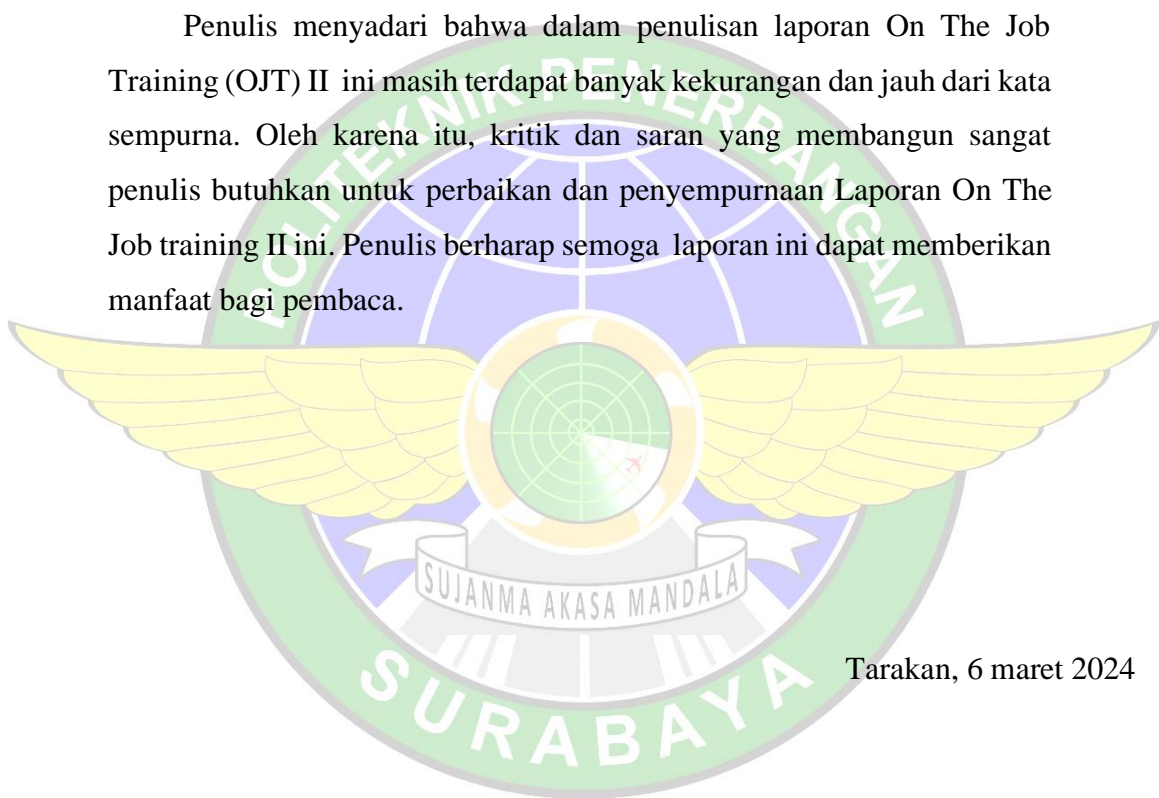 Penulis menyadari bahwa dalam penulisan laporan On The Job
Training (OJT) II ini masih terdapat banyak kekurangan dan jauh dari kata
sempurna. Oleh karena itu, kritik dan saran yang membangun sangat
penulis butuhkan untuk perbaikan dan penyempurnaan Laporan On The
Job training II ini. Penulis berharap semoga laporan ini dapat memberikan
manfaat bagi pembaca.
POLITEKNIK PENERBANGAN
SUJANMA AKASA MANDALA
SURABAYA
Tarakan, 6 maret 2024